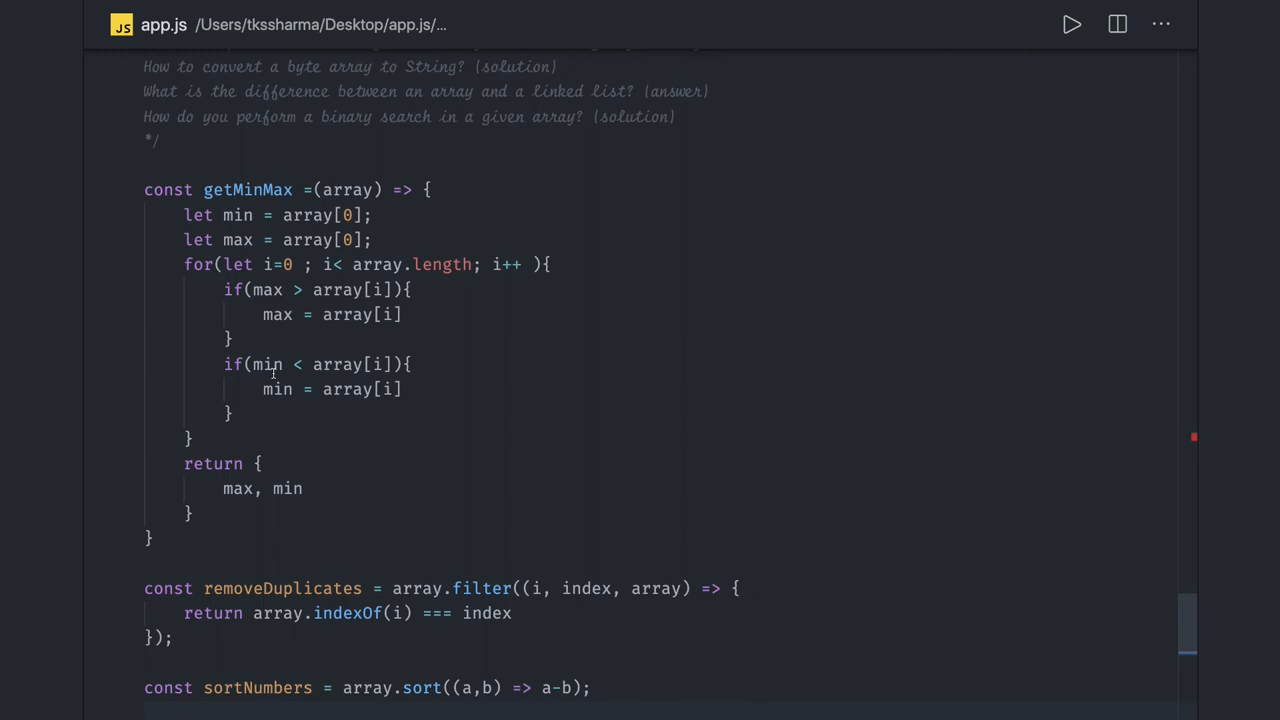 JS app.js /Users/tkssharma/Desktop/app.js/...
How to convert a byte array to String? (solution)
What is the difference between an array and a linked list? (answer)
How do you perform a binary search in a given array? (solution)
*/
const getMinMax =(array) => {
let min = array[0];
let max = array[0];
for(let i=0 ; i< array.length; i++ ){
if(max > array[i]){
max = array[i]
}
if(min < array[i]){
min = array[i]
}
}
return {
max, min
}
}
const removeDuplicates = array.filter((i, index, array) => {
return array.indexOf(i) === index
});
const sortNumbers = array.sort((a,b) => a-b);